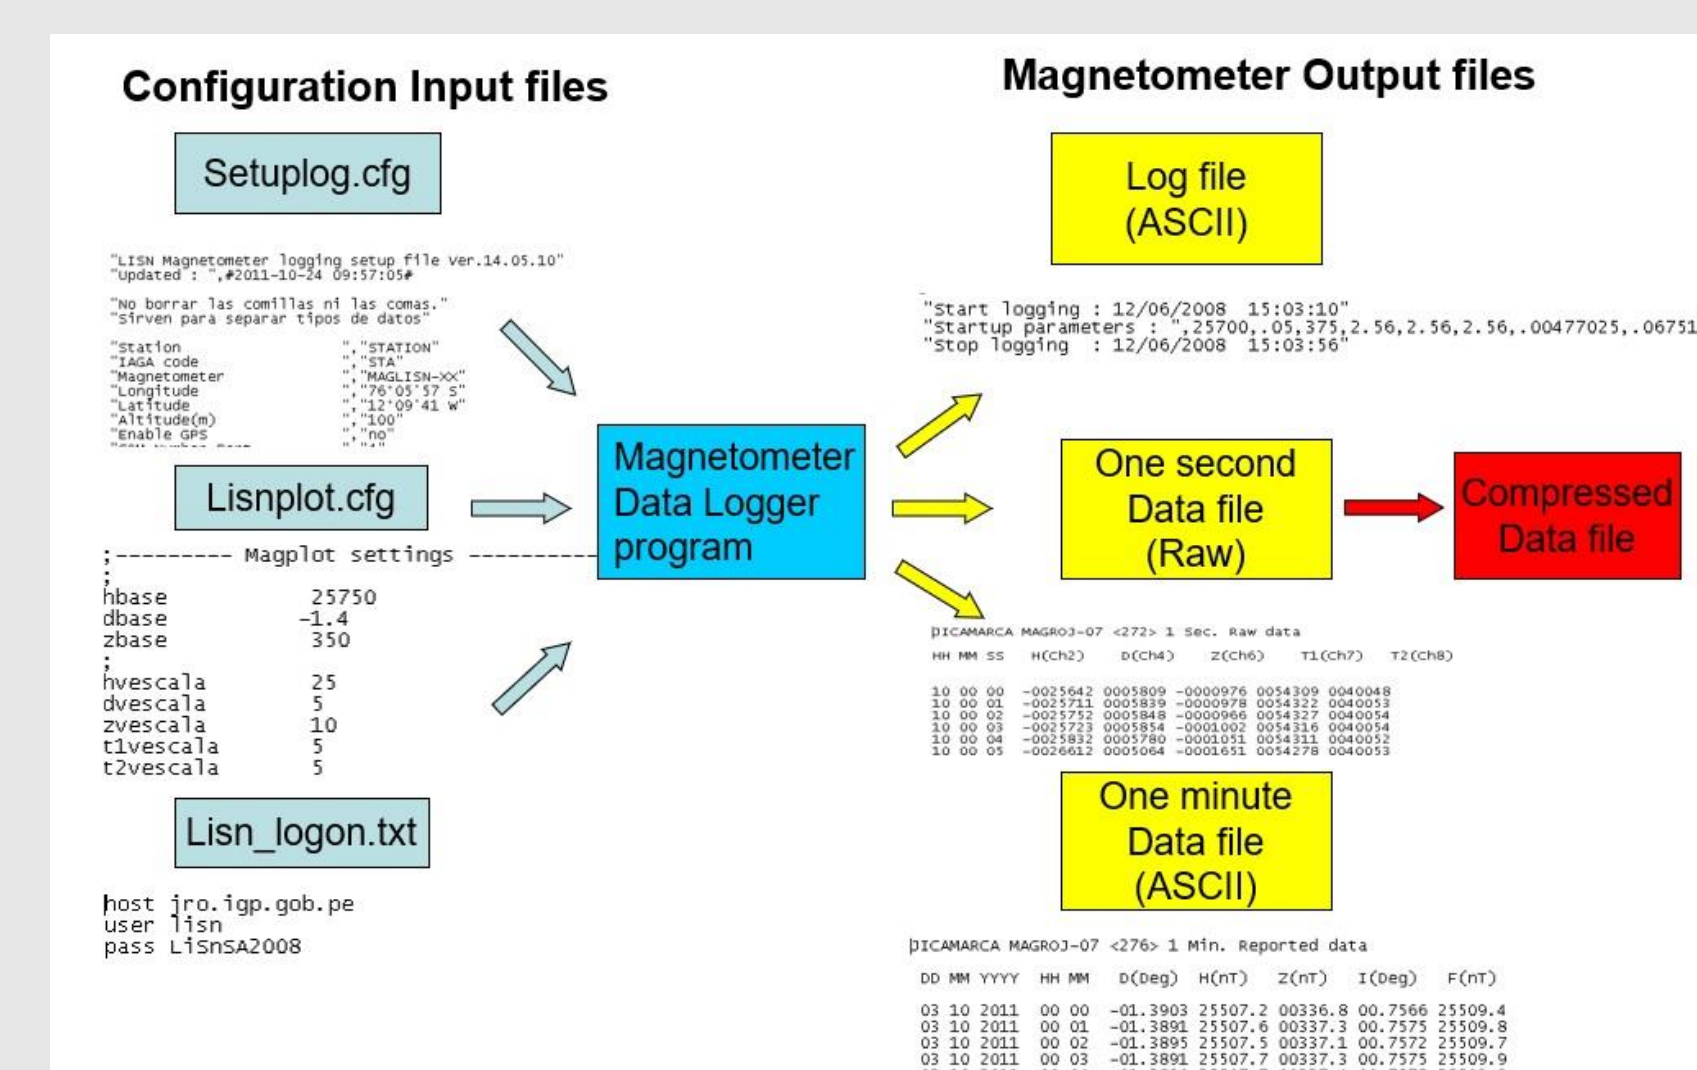 Configuration Input files
Setuplog.cfg
"LISN Magnetometer logging setup file Ver.14.05.10"
"Updated : ",#2011-10-24 09:57:05#
"No borrar las comillas ni las comas."
"Sirven para separar tipos de datos"
"Station ","STATION"
"IAGA code ","STA"
"Magnetometer ","MAGLISN-XX"
"Longitude ","76°05'57 S"
"Latitude ","12°09'41 W"
"Altitude(m) ","100"
"Enable GPS ","no"
Lisnplot.cfg
;--------- Magplot settings ----------
;
hbase 25750
dbase -1.4
zbase 350
;
hvescala 25
dvescala 5
zvescala 10
t1vescala 5
t2vescala 5
Lisn_logon.txt
host jro.igp.gob.pe
user lisn
pass LiSnSA2008
Magnetometer
Data Logger
program
Magnetometer Output files
Log file
(ASCII)
"Start logging : 12/06/2008 15:03:10"
"Startup parameters : ",25700,.05,375,2.56,2.56,2.56,.00477025,.06751
"Stop logging : 12/06/2008 15:03:56"
One second
Data file
(Raw)
Compressed
Data file
JICAMARCA MAGROJ-07 <272> 1 Sec. Raw data
HH MM SS H(Ch2) D(Ch4) Z(Ch6) T1(Ch7) T2(Ch8)
10 00 00 -0025642 0005809 -0000976 0054309 0040048
10 00 01 -0025711 0005839 -0000978 0054322 0040053
10 00 02 -0025752 0005848 -0000966 0054327 0040054
10 00 03 -0025723 0005854 -0001002 0054316 0040054
10 00 04 -0025832 0005780 -0001051 0054311 0040052
10 00 05 -0026612 0005064 -0001651 0054278 0040053
One minute
Data file
(ASCII)
JICAMARCA MAGROJ-07 <276> 1 Min. Reported data
DD MM YYYY HH MM D(Deg) H(nT) Z(nT) I(Deg) F(nT)
03 10 2011 00 00 -01.3903 25507.2 00336.8 00.7566 25509.4
03 10 2011 00 01 -01.3891 25507.6 00337.3 00.7575 25509.8
03 10 2011 00 02 -01.3895 25507.5 00337.1 00.7572 25509.7
03 10 2011 00 03 -01.3891 25507.7 00337.3 00.7575 25509.9